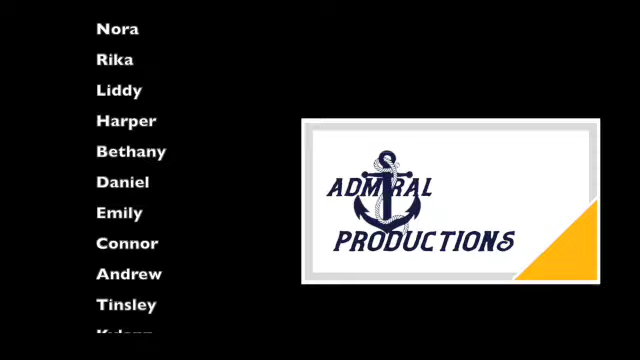 Nora
Rika
Liddy
Harper
Bethany
Daniel
Emily
Connor
Andrew
Tinsley
ADMIRAL
PRODUCTIONS